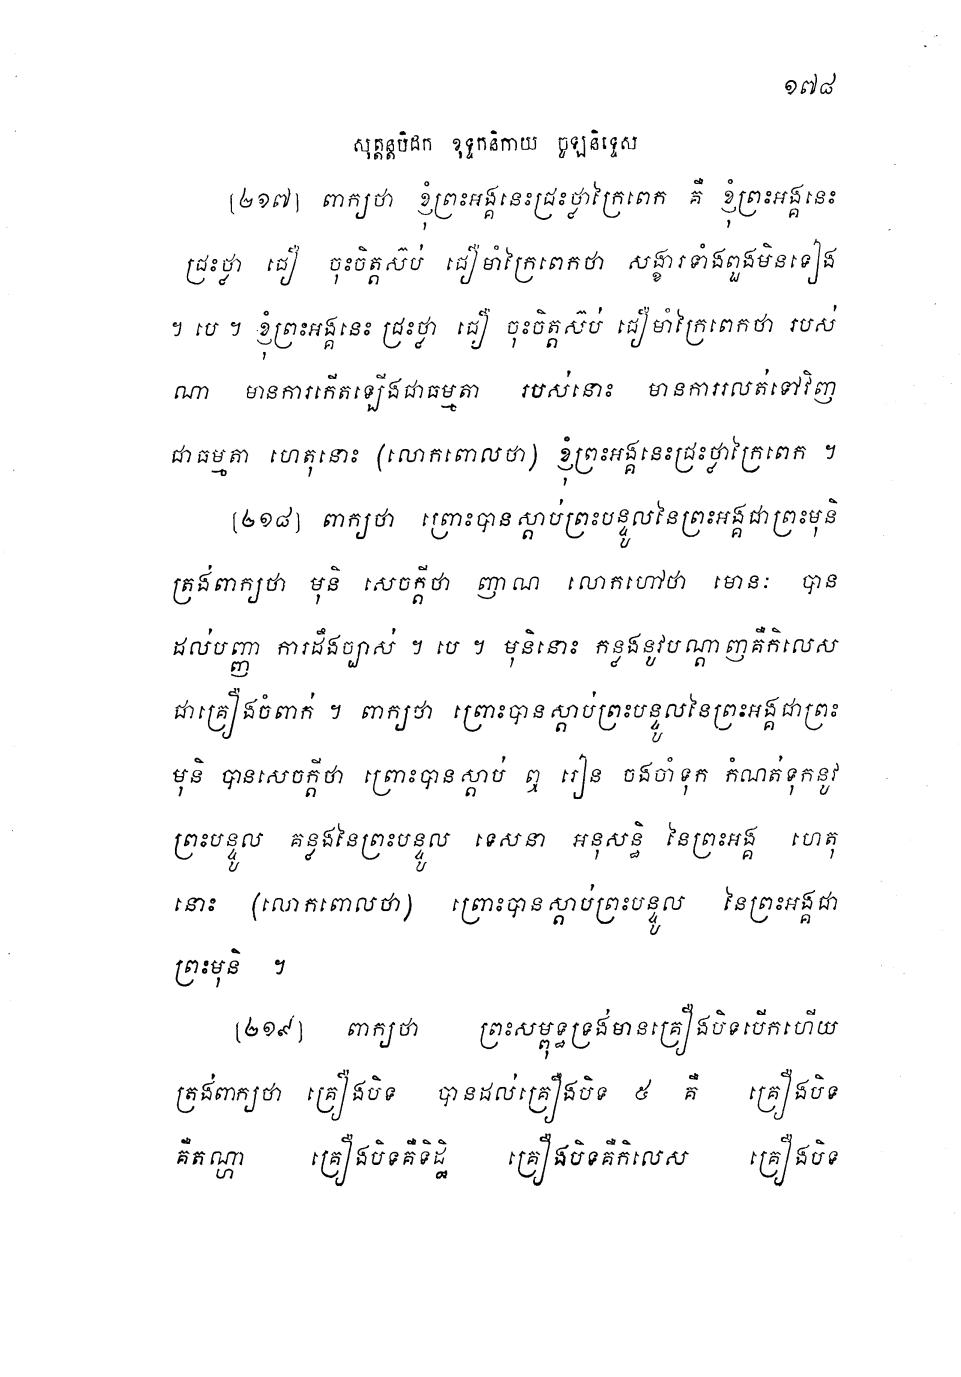 ១៧៨
សុត្តន្តបិដក ខុទ្ទកនិកាយ ចូឡនិទ្ទេស
[២១៧] ពាក្យថា ខ្ញុំព្រះអង្គនេះជ្រះថ្លាក្រៃពេក គឺ ខ្ញុំព្រះអង្គនេះ
ជ្រះថ្លា ជឿ ចុះចិត្តស៊ប់ ជឿមាំក្រៃពេកថា សង្ខារទាំងពួងមិនទៀង
។ បេ ។ ខ្ញុំព្រះអង្គនេះ ជ្រះថ្លា ជឿ ចុះចិត្តស៊ប់ ជឿមាំក្រៃពេកថា របស់
ណា មានការកើតឡើងជាធម្មតា របស់នោះ មានការរលត់ទៅវិញ
ជាធម្មតា ហេតុនោះ (លោកពោលថា) ខ្ញុំព្រះអង្គនេះជ្រះថ្លាក្រៃពេក ។
[២១៨] ពាក្យថា ព្រោះបានស្តាប់ព្រះបន្ទូលនៃព្រះអង្គជាព្រះមុនិ
ត្រង់ពាក្យថា មុនិ សេចក្តីថា ញាណ លោកហៅថា មោនៈ បាន
ដល់បញ្ញា ការដឹងច្បាស់ ។ បេ ។ មុនិនោះ កន្លងនូវបណ្តាញគឺកិលេស
ជាគ្រឿងចំពាក់ ។ ពាក្យថា ព្រោះបានស្តាប់ព្រះបន្ទូលនៃព្រះអង្គជាព្រះ
មុនិ បានសេចក្តីថា ព្រោះបានស្តាប់ ឮ រៀន ចងចាំទុក កំណត់ទុកនូវ
ព្រះបន្ទូល គន្លងនៃព្រះបន្ទូល ទេសនា អនុសន្ធិ នៃព្រះអង្គ ហេតុ
នោះ (លោកពោលថា) ព្រោះបានស្តាប់ព្រះបន្ទូល នៃព្រះអង្គជា
ព្រះមុនិ ។
[២១៩] ពាក្យថា ព្រះសម្ពុទ្ធទ្រង់មានគ្រឿងបិទបើកហើយ
ត្រង់ពាក្យថា គ្រឿងបិទ បានដល់គ្រឿងបិទ ៥ គឺ គ្រឿងបិទ
គឺតណ្ហា គ្រឿងបិទគឺទិដ្ឋិ គ្រឿងបិទគឺកិលេស គ្រឿងបិទ